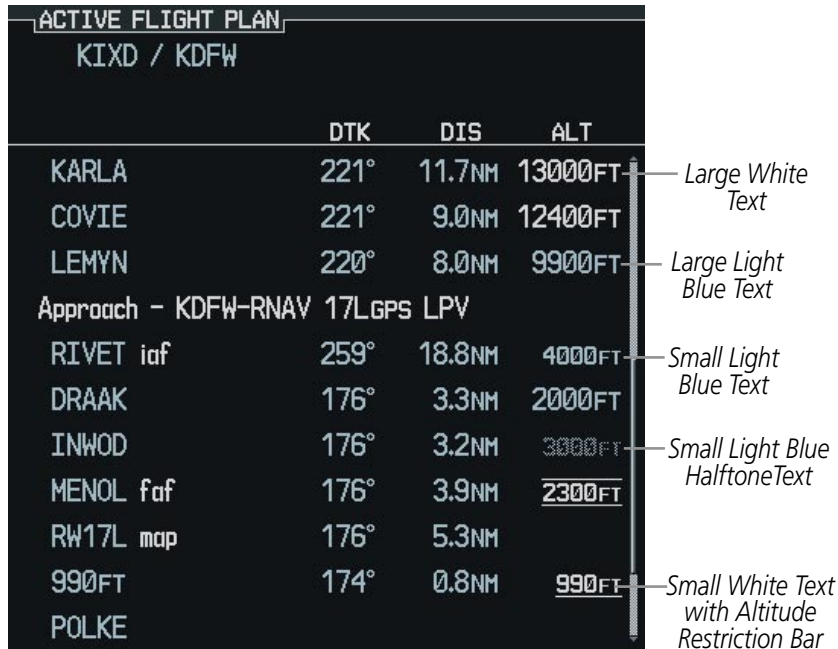 ACTIVE FLIGHT PLAN
KIXD / KDFW
DTK DIS ALT
KARLA 221° 11.7NM 13000FT
Large White
Text
COVIE 221° 9.0NM 12400FT
LEMYN 220° 8.0NM 9900FT
Large Light
Blue Text
Approach - KDFW-RNAV 17LGPS LPV
RIVET iaf 259° 18.8NM 4000FT
Small Light
Blue Text
DRAAK 176° 3.3NM 2000FT
INWOD 176° 3.2NM 3000FT
Small Light Blue
HalftoneText
MENOL faf 176° 3.9NM 2300FT
RW17L map 176° 5.3NM
990FT 174° 0.8NM 990FT
Small White Text
with Altitude
Restriction Bar
POLKE